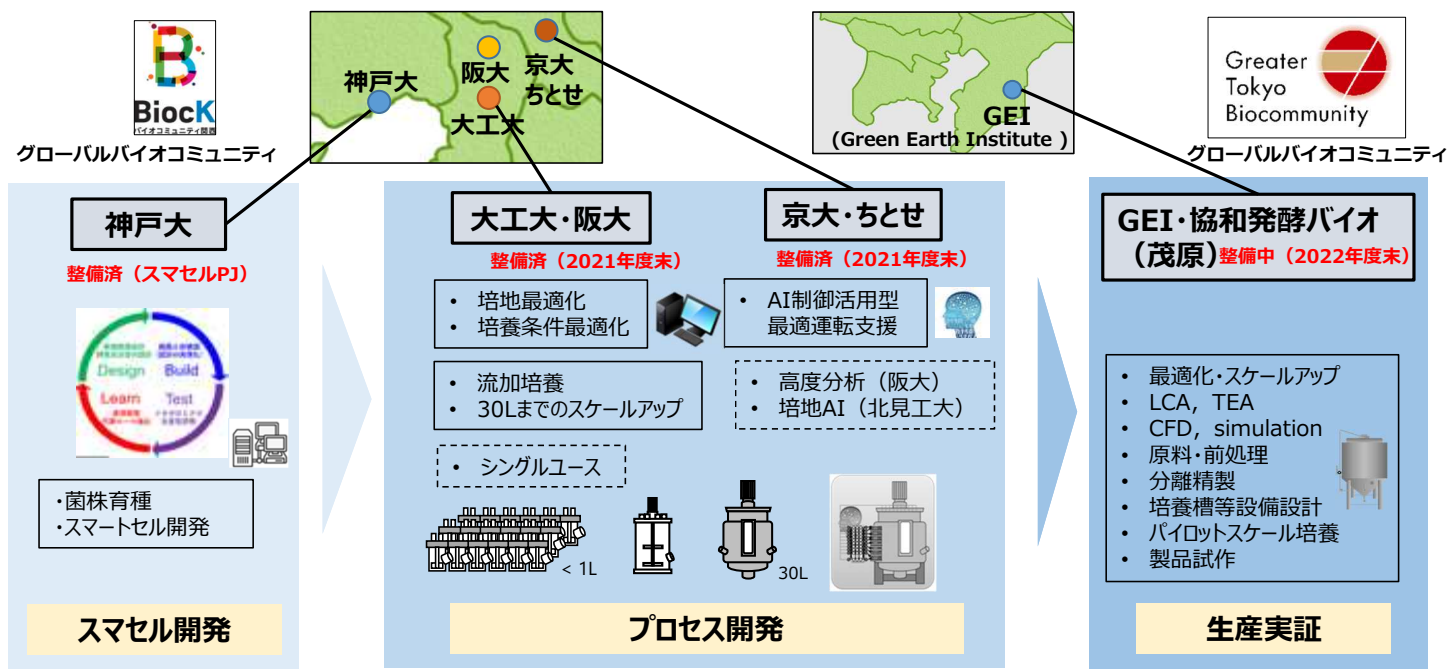 BiocK
バイオコミュニティ関西
グローバルバイオコミュニティ
神戸大
阪大
大工大
京大
ちとせ
GEI
(Green Earth Institute )
Greater
Tokyo
Biocommunity
グローバルバイオコミュニティ
神戸大
整備済（スマセルPJ）
Design
Build
Learn
Test
・菌株育種
・スマートセル開発
スマセル開発
大工大・阪大
整備済（2021年度末）
• 培地最適化
• 培養条件最適化
• 流加培養
• 30Lまでのスケールアップ
• シングルユース
< 1L
30L
京大・ちとせ
整備済（2021年度末）
• AI制御活用型
最適運転支援
• 高度分析（阪大）
• 培地AI（北見工大）
プロセス開発
GEI・協和発酵バイオ
（茂原）整備中（2022年度末）
• 最適化・スケールアップ
• LCA，TEA
• CFD，simulation
• 原料・前処理
• 分離精製
• 培養槽等設備設計
• パイロットスケール培養
• 製品試作
生産実証